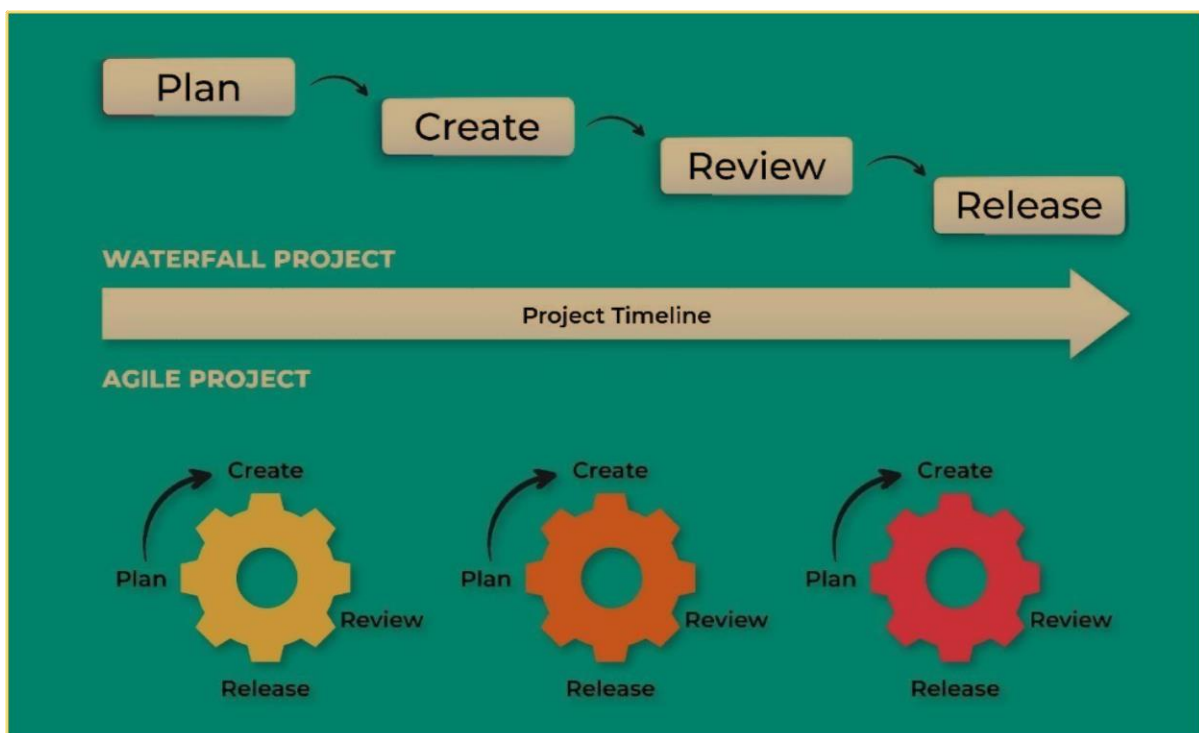 Plan
Create
Review
Release
WATERFALL PROJECT
Project Timeline
AGILE PROJECT
Create
Plan
Review
Release
Create
Plan
Review
Release
Create
Plan
Review
Release